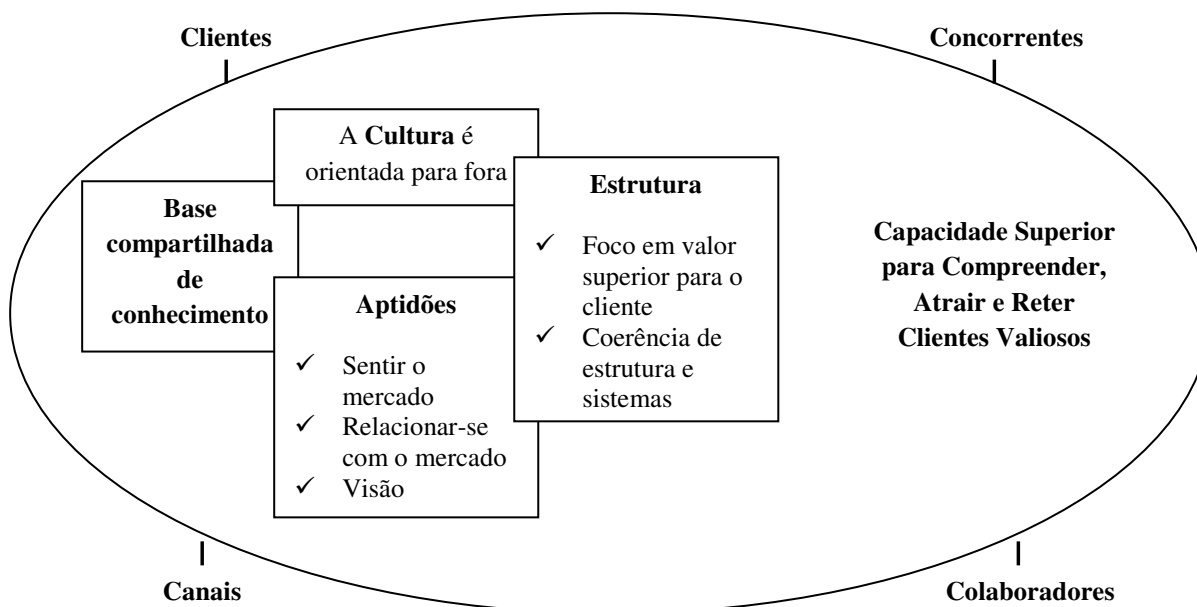 Clientes
Concorrentes
A Cultura é
orientada para fora
Base
compartilhada
de
conhecimento
Estrutura
✓ Foco em valor
superior para o
cliente
✓ Coerência de
estrutura e
sistemas
Aptidões
✓ Sentir o
mercado
✓ Relacionar-se
com o mercado
✓ Visão
Capacidade Superior
para Compreender,
Atrair e Reter
Clientes Valiosos
Canais
Colaboradores